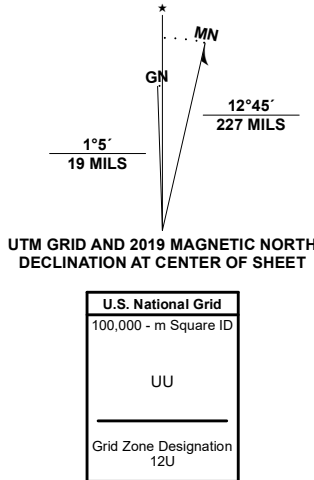 ★
MN
GN
12°45´
227 MILS
1°5´
19 MILS
UTM GRID AND 2019 MAGNETIC NORTH
DECLINATION AT CENTER OF SHEET
U.S. National Grid
100,000 - m Square ID
UU
Grid Zone Designation
12U